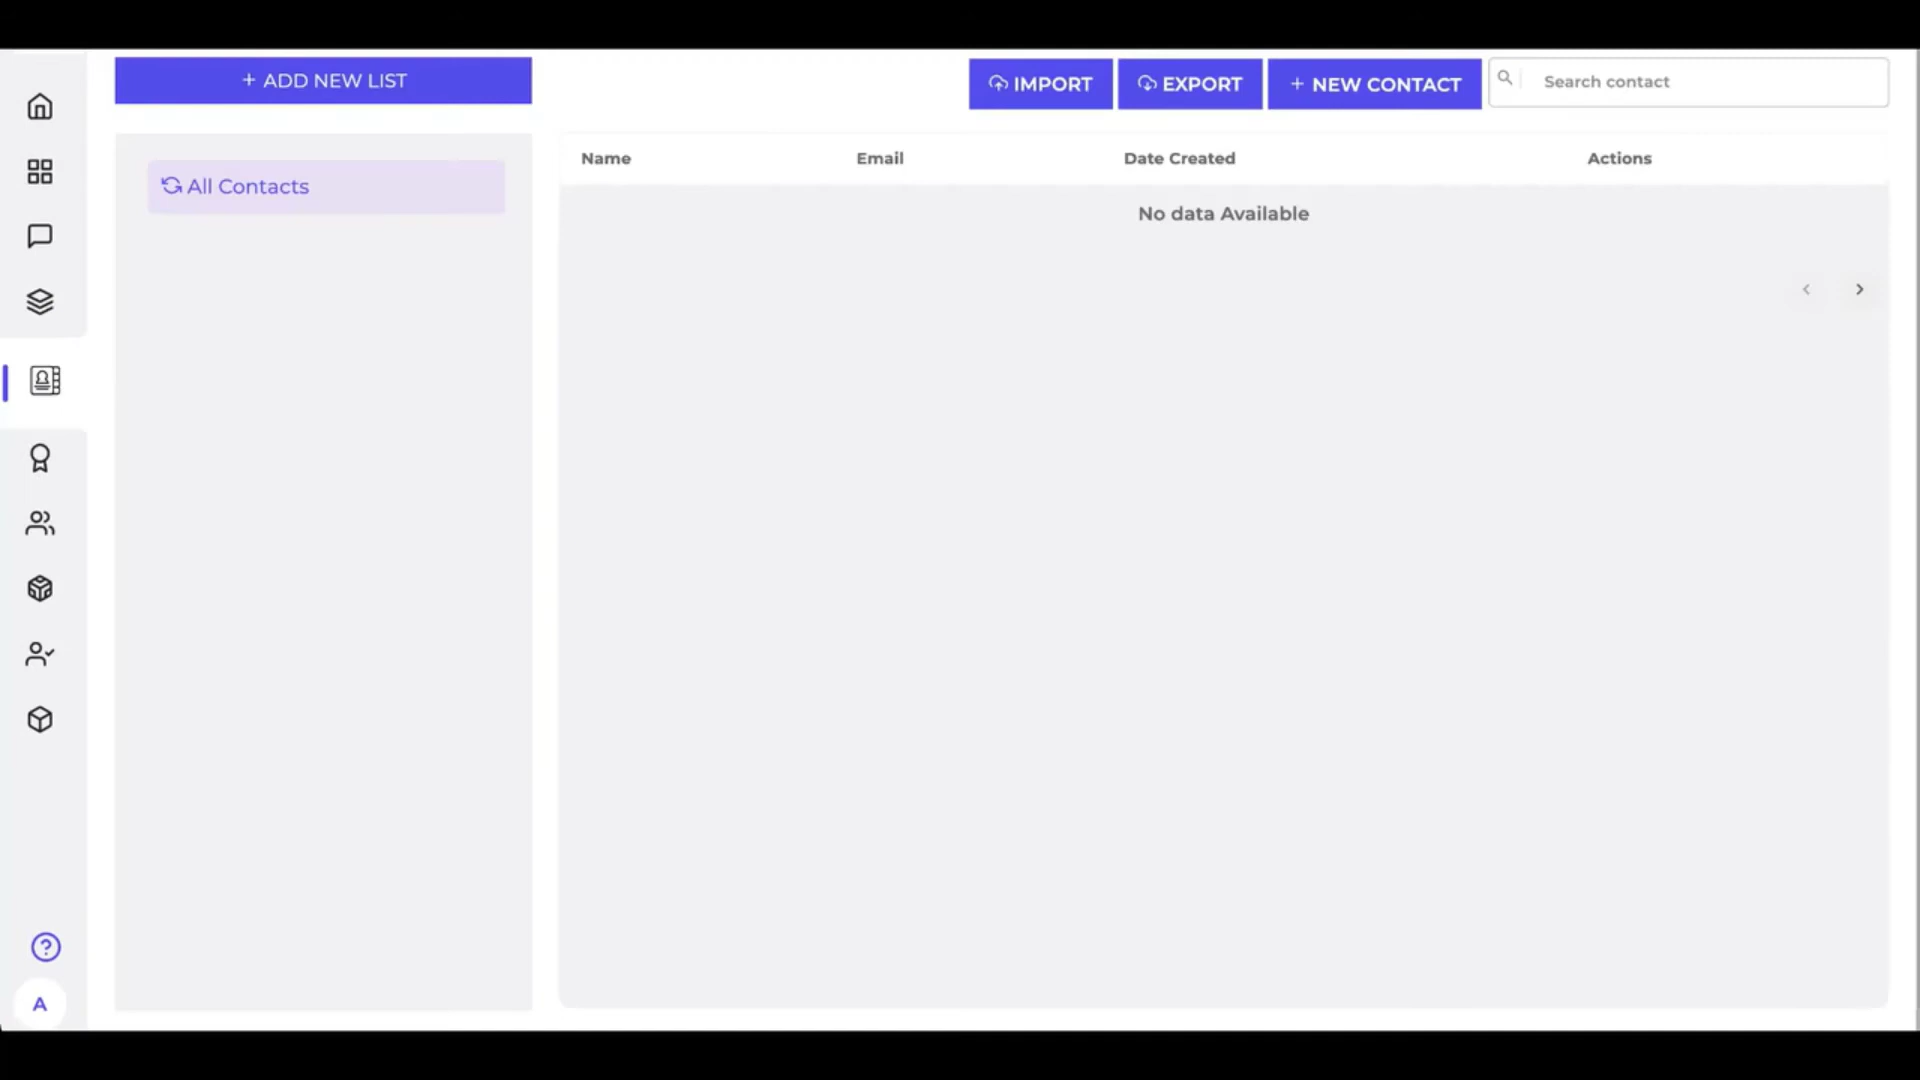 + ADD NEW LIST
IMPORT
EXPORT
+ NEW CONTACT
Search contact
All Contacts
Name Email Date Created Actions
No data Available
?
A